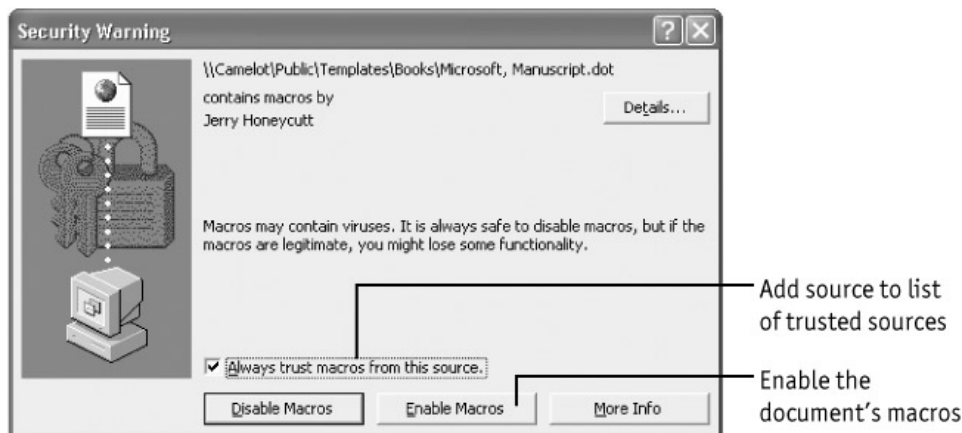 Security Warning
\\Camelot\Public\Templates\Books\Microsoft, Manuscript.dot
contains macros by
Jerry Honeycutt
Details...
Macros may contain viruses. It is always safe to disable macros, but if the
macros are legitimate, you might lose some functionality.
Always trust macros from this source.
Disable Macros
Enable Macros
More Info
Add source to list
of trusted sources
Enable the
document's macros